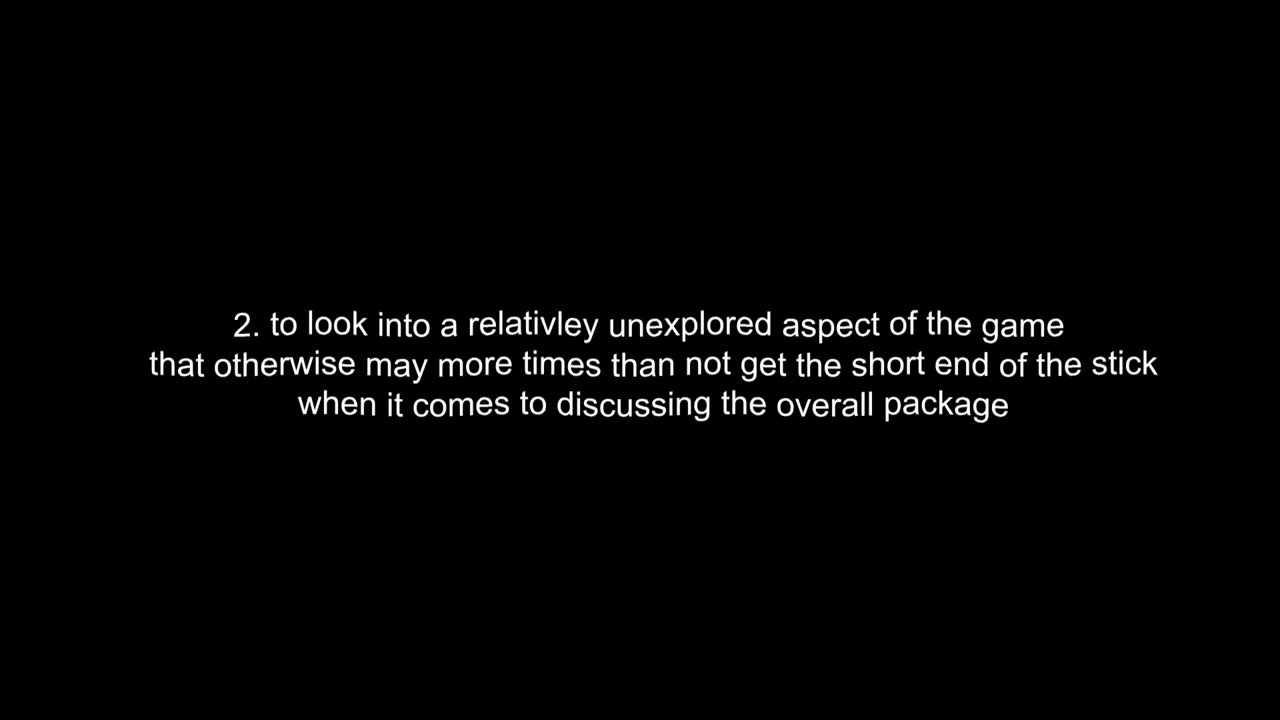 2. to look into a relativley unexplored aspect of the game
that otherwise may more times than not get the short end of the stick
when it comes to discussing the overall package